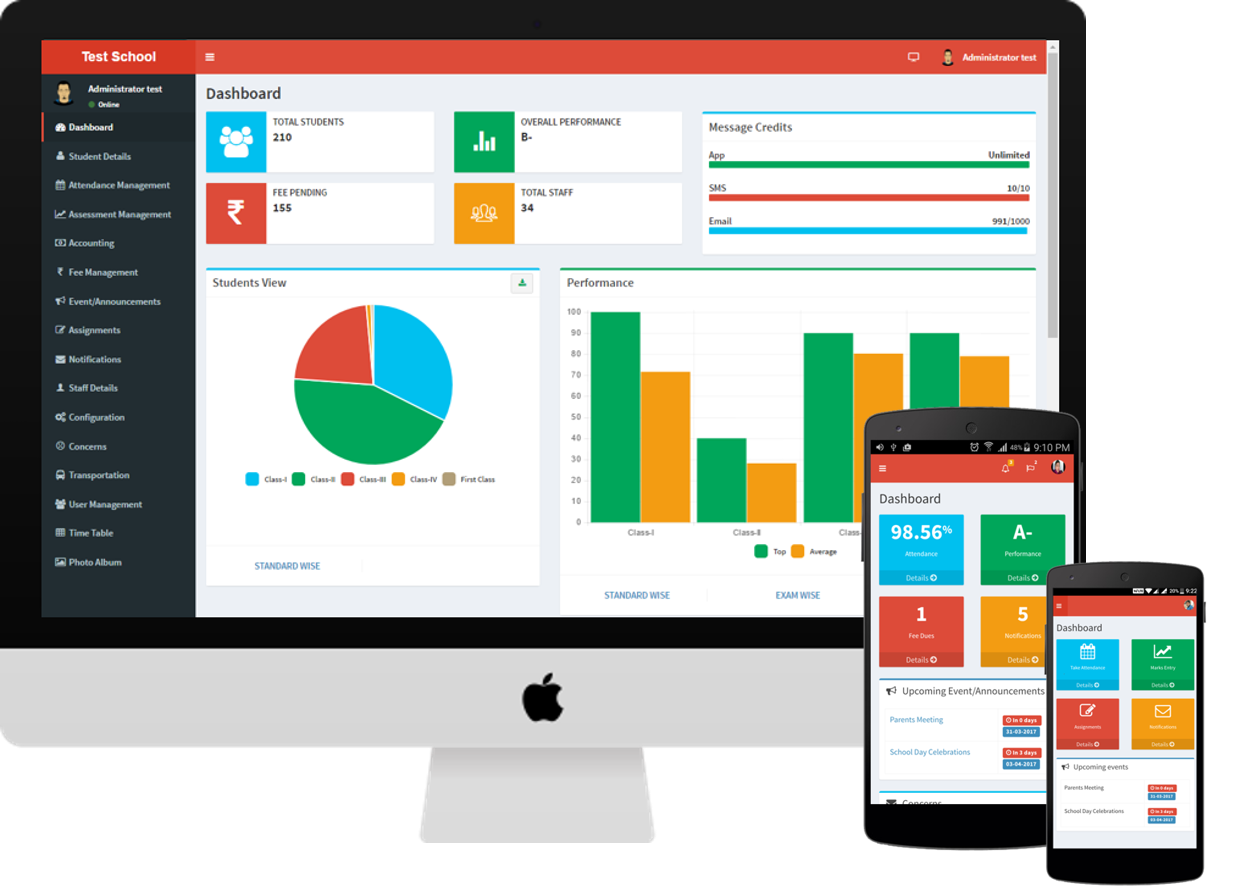 Test School
Administrator test
Administrator test
Online
Dashboard
Student Details
Attendance Management
Assessment Management
Accounting
₹ Fee Management
Event/Announcements
Assignments
Notifications
Staff Details
Configuration
Concerns
Transportation
User Management
Time Table
Photo Album
Dashboard
TOTAL STUDENTS
210
OVERALL PERFORMANCE
B-
₹
FEE PENDING
155
TOTAL STAFF
34
Message Credits
App Unlimited
SMS 10/10
Email 991/1000
Students View
Class-I Class-II Class-III Class-IV First Class
STANDARD WISE
Performance
100
90
80
70
60
50
40
30
20
10
0
Class-I Class-II Class-
Top Average
STANDARD WISE EXAM WISE
48% 9:10 PM
Dashboard
98.56%
Attendance
Details
A-
Performance
Details
1
Fee Dues
Details
5
Notifications
Details
Upcoming Event/Announcements
Parents Meeting In 0 days
31-03-2017
School Day Celebrations In 3 days
03-04-2017
Concerns
20% 9:22
Dashboard
Take Attendance
Details
Marks Entry
Details
Assignments
Details
Notifications
Details
Upcoming events
Parents Meeting In 0 days
31-03-2017
School Day Celebrations In 3 days
03-04-2017